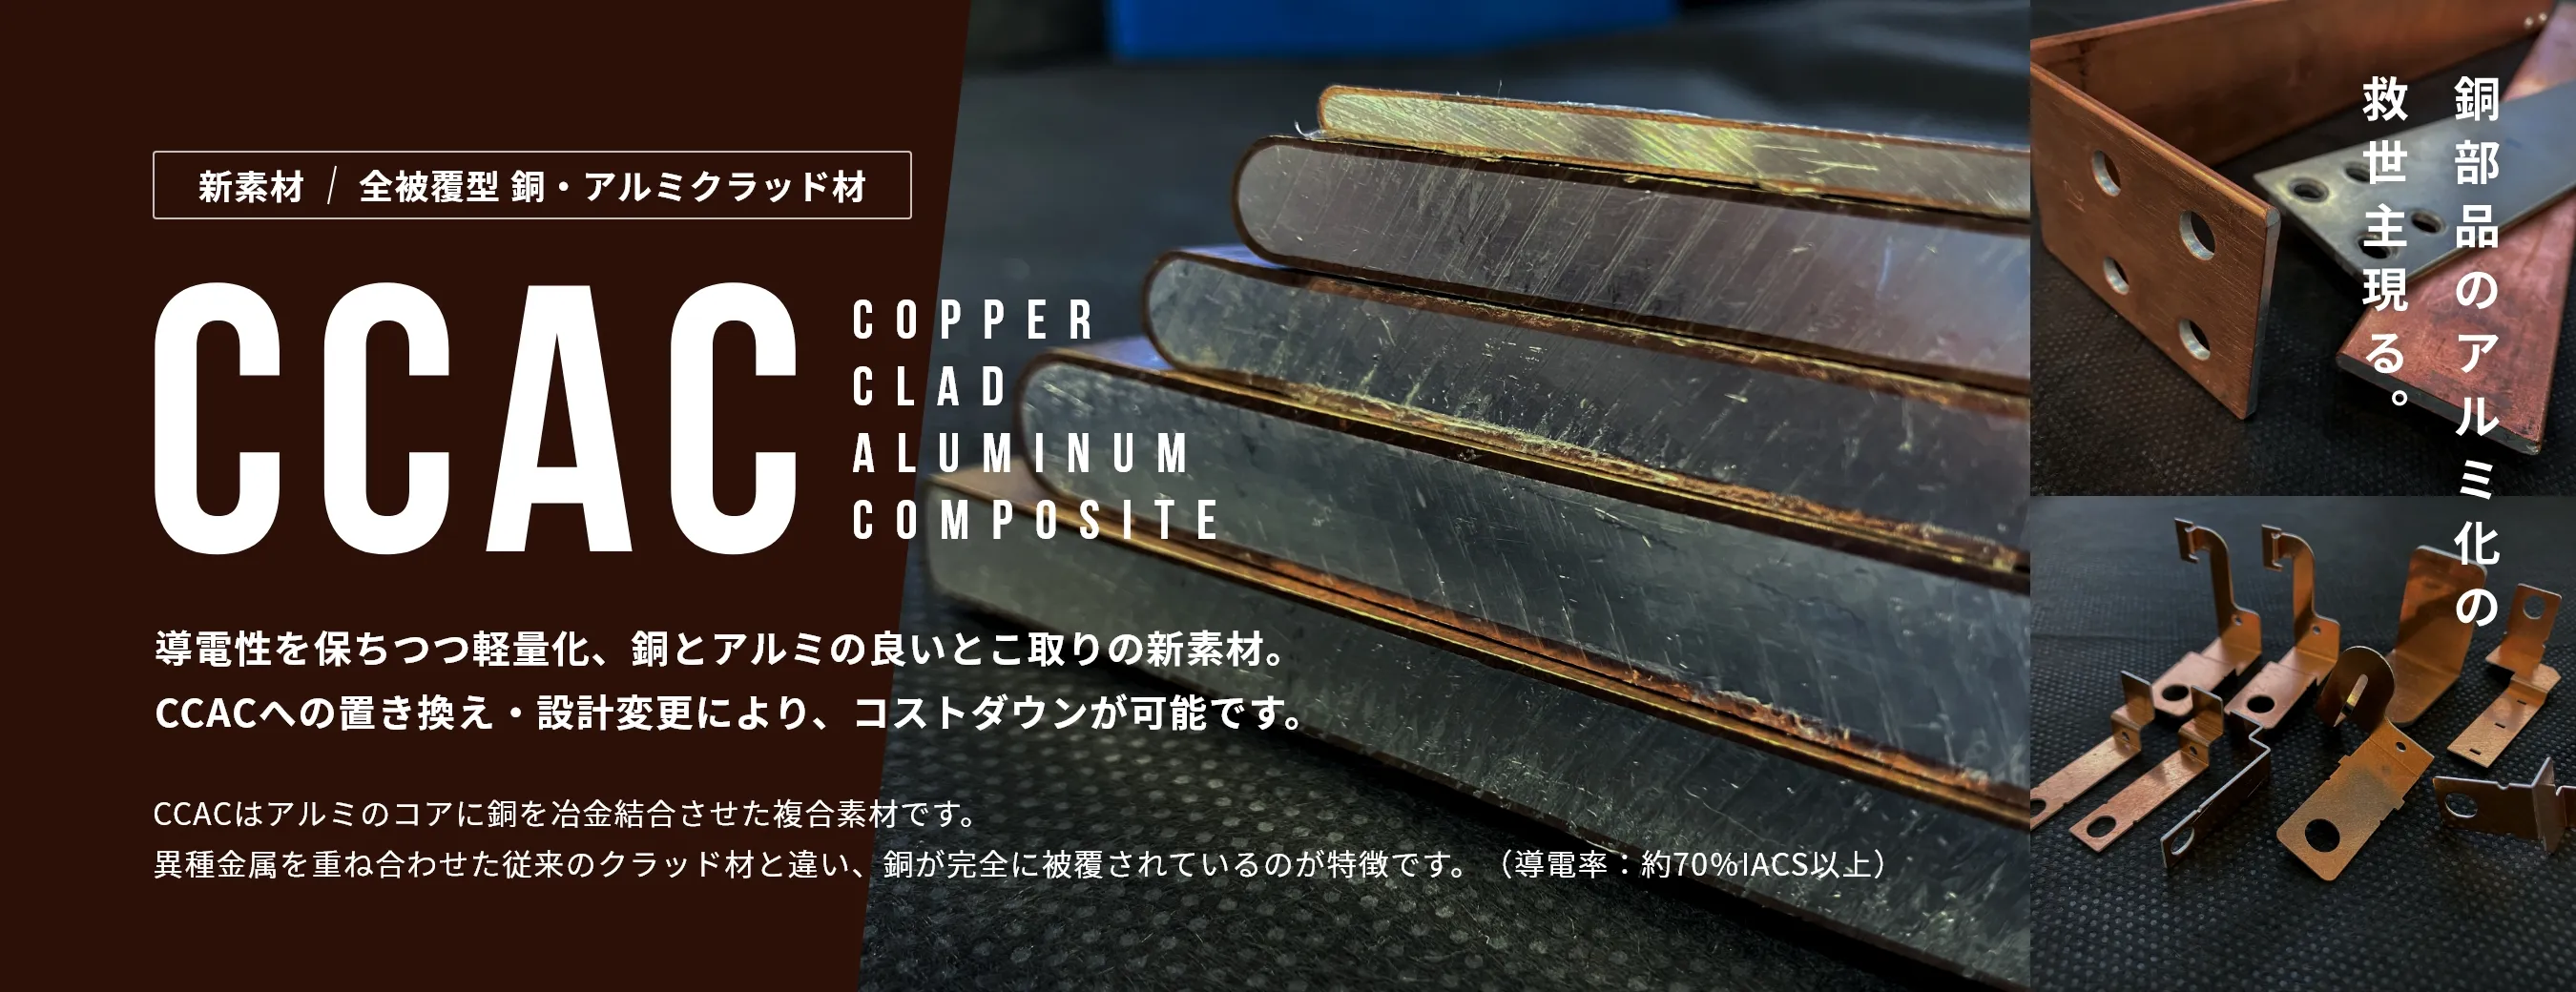 新素材 / 全被覆型 銅・アルミクラッド材
CCAC
COPPER
CLAD
ALUMINUM
COMPOSITE
導電性を保ちつつ軽量化、銅とアルミの良いとこ取りの新素材。
CCACへの置き換え・設計変更により、コストダウンが可能です。
CCACはアルミのコアに銅を冶金結合させた複合素材です。
異種金属を重ね合わせた従来のクラッド材と違い、銅が完全に被覆されているのが特徴です。（導電率：約70%IACS以上）
銅部品のアルミ化の
救世主現る。